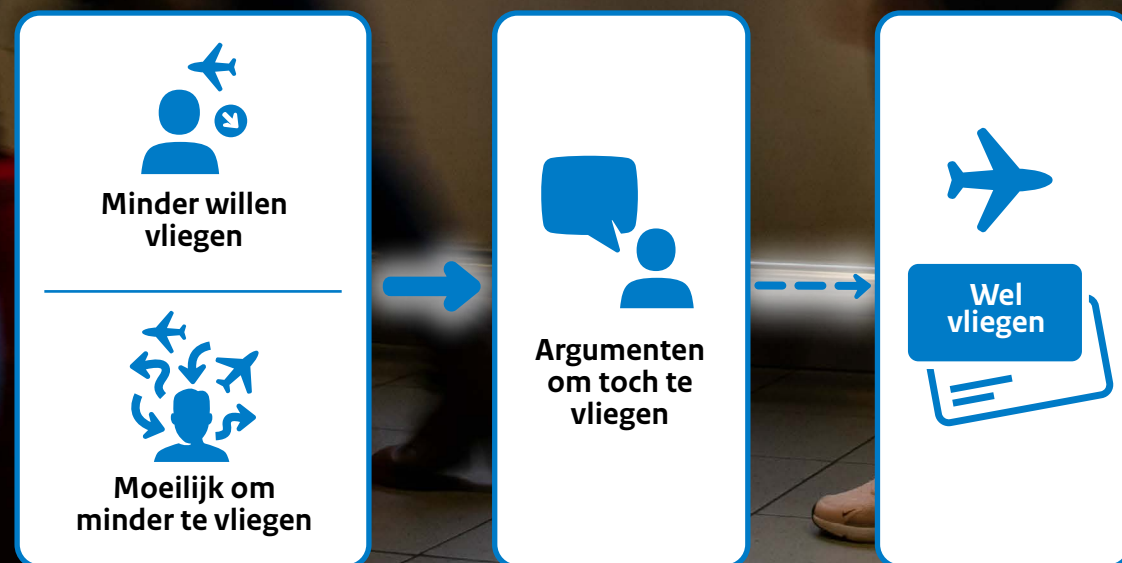 Minder willen
vliegen
Moeilijk om
minder te vliegen
Argumenten
om toch te
vliegen
Wel
vliegen